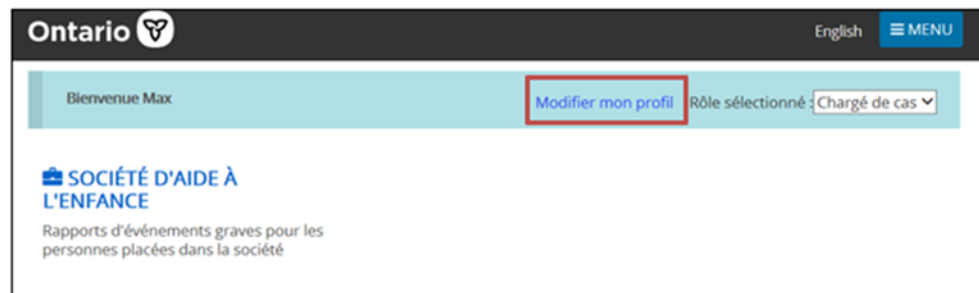 Ontario
English MENU
Bienvenue Max
Modifier mon profil Rôle sélectionné : Chargé de cas
SOCIÉTÉ D'AIDE À
L'ENFANCE
Rapports d'événements graves pour les
personnes placées dans la société